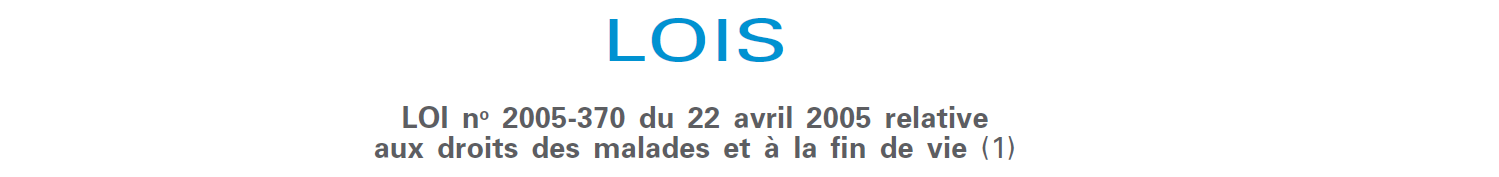 LOIS
LOI nº 2005-370 du 22 avril 2005 relative
aux droits des malades et à la fin de vie (1)